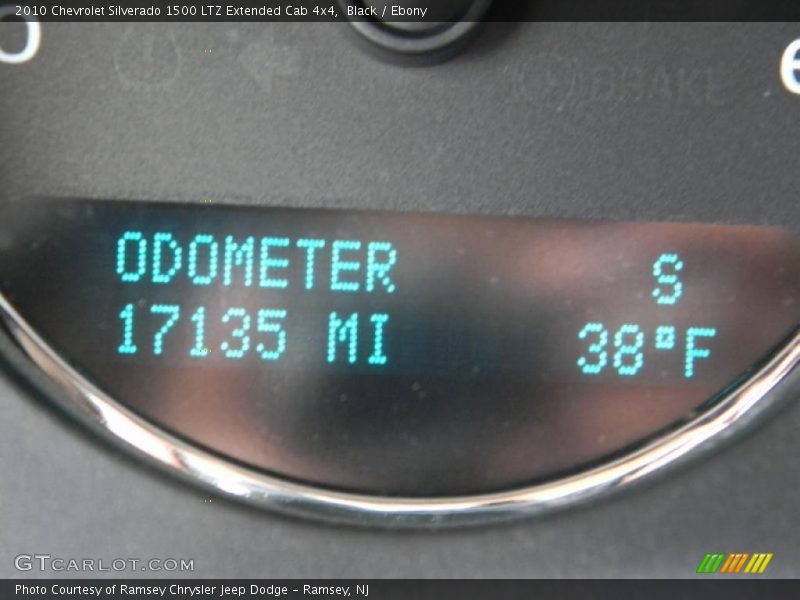 2010 Chevrolet Silverado 1500 LTZ Extended Cab 4x4, Black / Ebony
BRAKE
ODOMETER S
17135 MI 38°F
GTCARLOT.COM
Photo Courtesy of Ramsey Chrysler Jeep Dodge – Ramsey, NJ